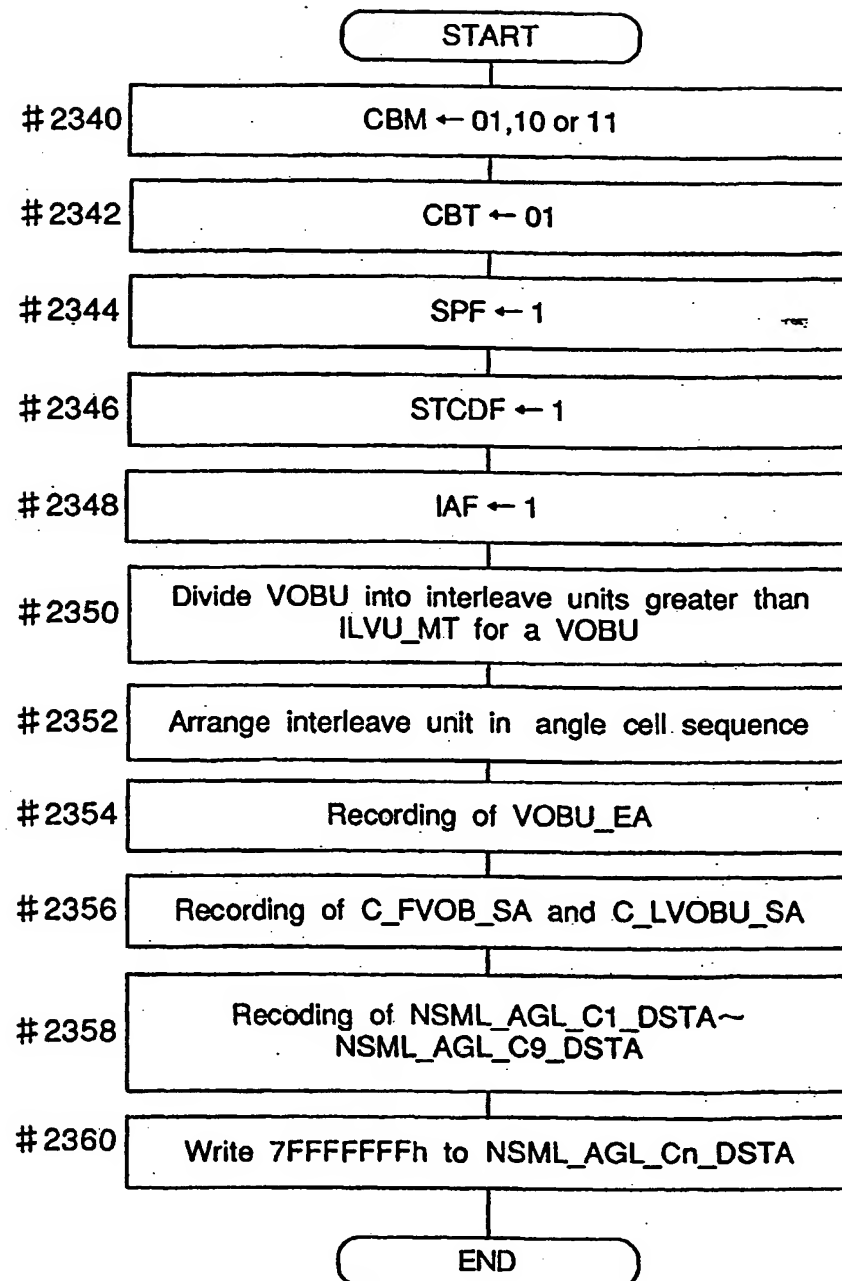 START
#2340 CBM ← 01,10 or 11
#2342 CBT ← 01
#2344 SPF ← 1
#2346 STCDF ← 1
#2348 IAF ← 1
#2350 Divide VOBU into interleave units greater than
ILVU_MT for a VOBU
#2352 Arrange interleave unit in angle cell sequence
#2354 Recording of VOBU_EA
#2356 Recording of C_FVOB_SA and C_LVOBU_SA
#2358 Recoding of NSML_AGL_C1_DSTA~
NSML_AGL_C9_DSTA
#2360 Write 7FFFFFFFh to NSML_AGL_Cn_DSTA
END